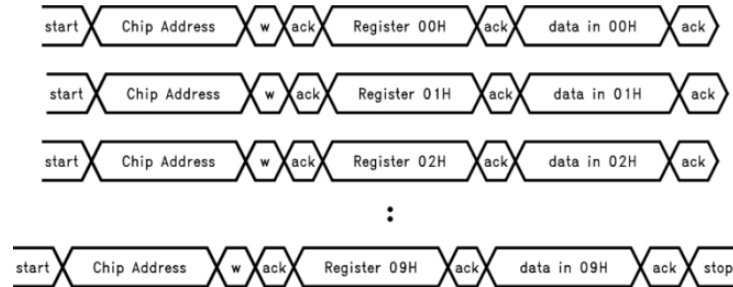 start Chip Address w ack Register 00H ack data in 00H ack
start Chip Address w ack Register 01H ack data in 01H ack
start Chip Address w ack Register 02H ack data in 02H ack
:
start Chip Address w ack Register 09H ack data in 09H ack stop